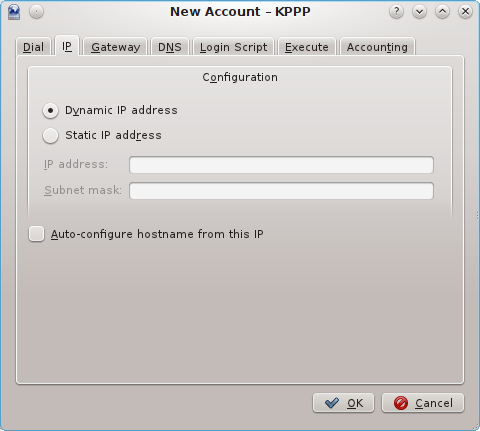 New Account – KPPP
?
Dial IP Gateway DNS Login Script Execute Accounting
Configuration
Dynamic IP address
Static IP address
IP address:
Subnet mask:
Auto-configure hostname from this IP
OK Cancel